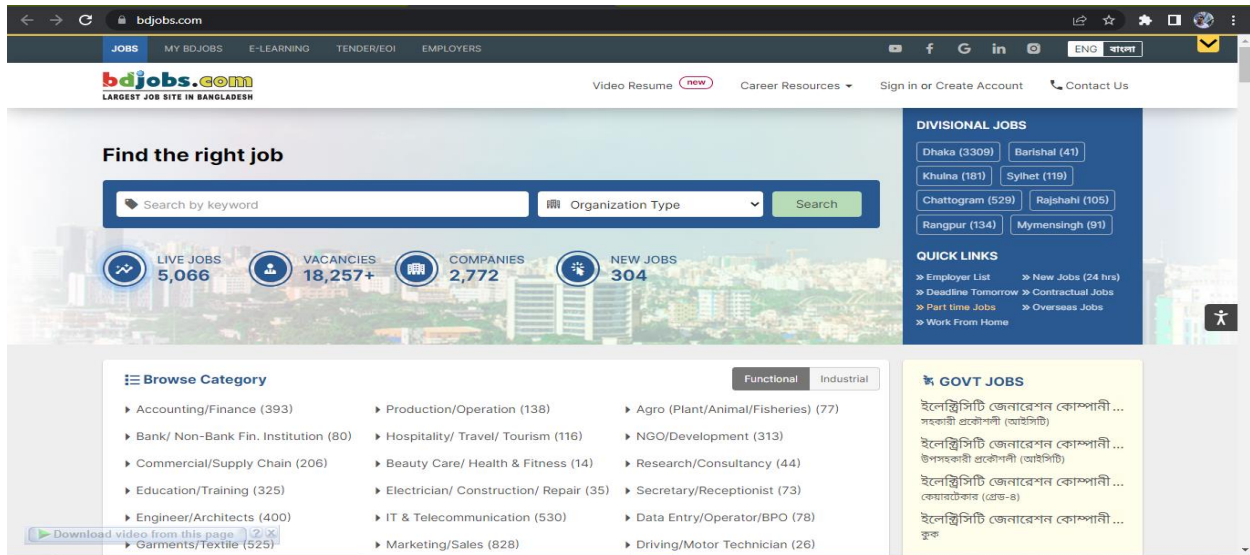 bdjobs.com
JOBS MY BDJOBS E-LEARNING TENDER/EOI EMPLOYERS
ENG বাংলা
bdjobs.com
LARGEST JOB SITE IN BANGLADESH
Video Resume new Career Resources Sign in or Create Account Contact Us
Find the right job
Search by keyword Organization Type Search
LIVE JOBS
5,066
VACANCIES
18,257+
COMPANIES
2,772
NEW JOBS
304
DIVISIONAL JOBS
Dhaka (3309) Barishal (41)
Khulna (181) Sylhet (119)
Chattogram (529) Rajshahi (105)
Rangpur (134) Mymensingh (91)
QUICK LINKS
» Employer List » New Jobs (24 hrs)
» Deadline Tomorrow » Contractual Jobs
» Part time Jobs » Overseas Jobs
» Work From Home
Browse Category Functional Industrial
Accounting/Finance (393) Production/Operation (138) Agro (Plant/Animal/Fisheries) (77)
Bank/ Non-Bank Fin. Institution (80) Hospitality/ Travel/ Tourism (116) NGO/Development (313)
Commercial/Supply Chain (206) Beauty Care/ Health & Fitness (14) Research/Consultancy (44)
Education/Training (325) Electrician/ Construction/ Repair (35) Secretary/Receptionist (73)
Engineer/Architects (400) IT & Telecommunication (530) Data Entry/Operator/BPO (78)
Download video from this page ? X
Garments/Textile (525) Marketing/Sales (828) Driving/Motor Technician (26)
GOVT JOBS
ইলেক্ট্রিসিটি জেনারেশন কোম্পানী ...
সহকারী প্রকৌশলী (আইসিটি)
ইলেক্ট্রিসিটি জেনারেশন কোম্পানী ...
উপসহকারী প্রকৌশলী (আইসিটি)
ইলেক্ট্রিসিটি জেনারেশন কোম্পানী ...
কেয়ারটেকার (গ্রেড-৪)
ইলেক্ট্রিসিটি জেনারেশন কোম্পানী ...
কুক